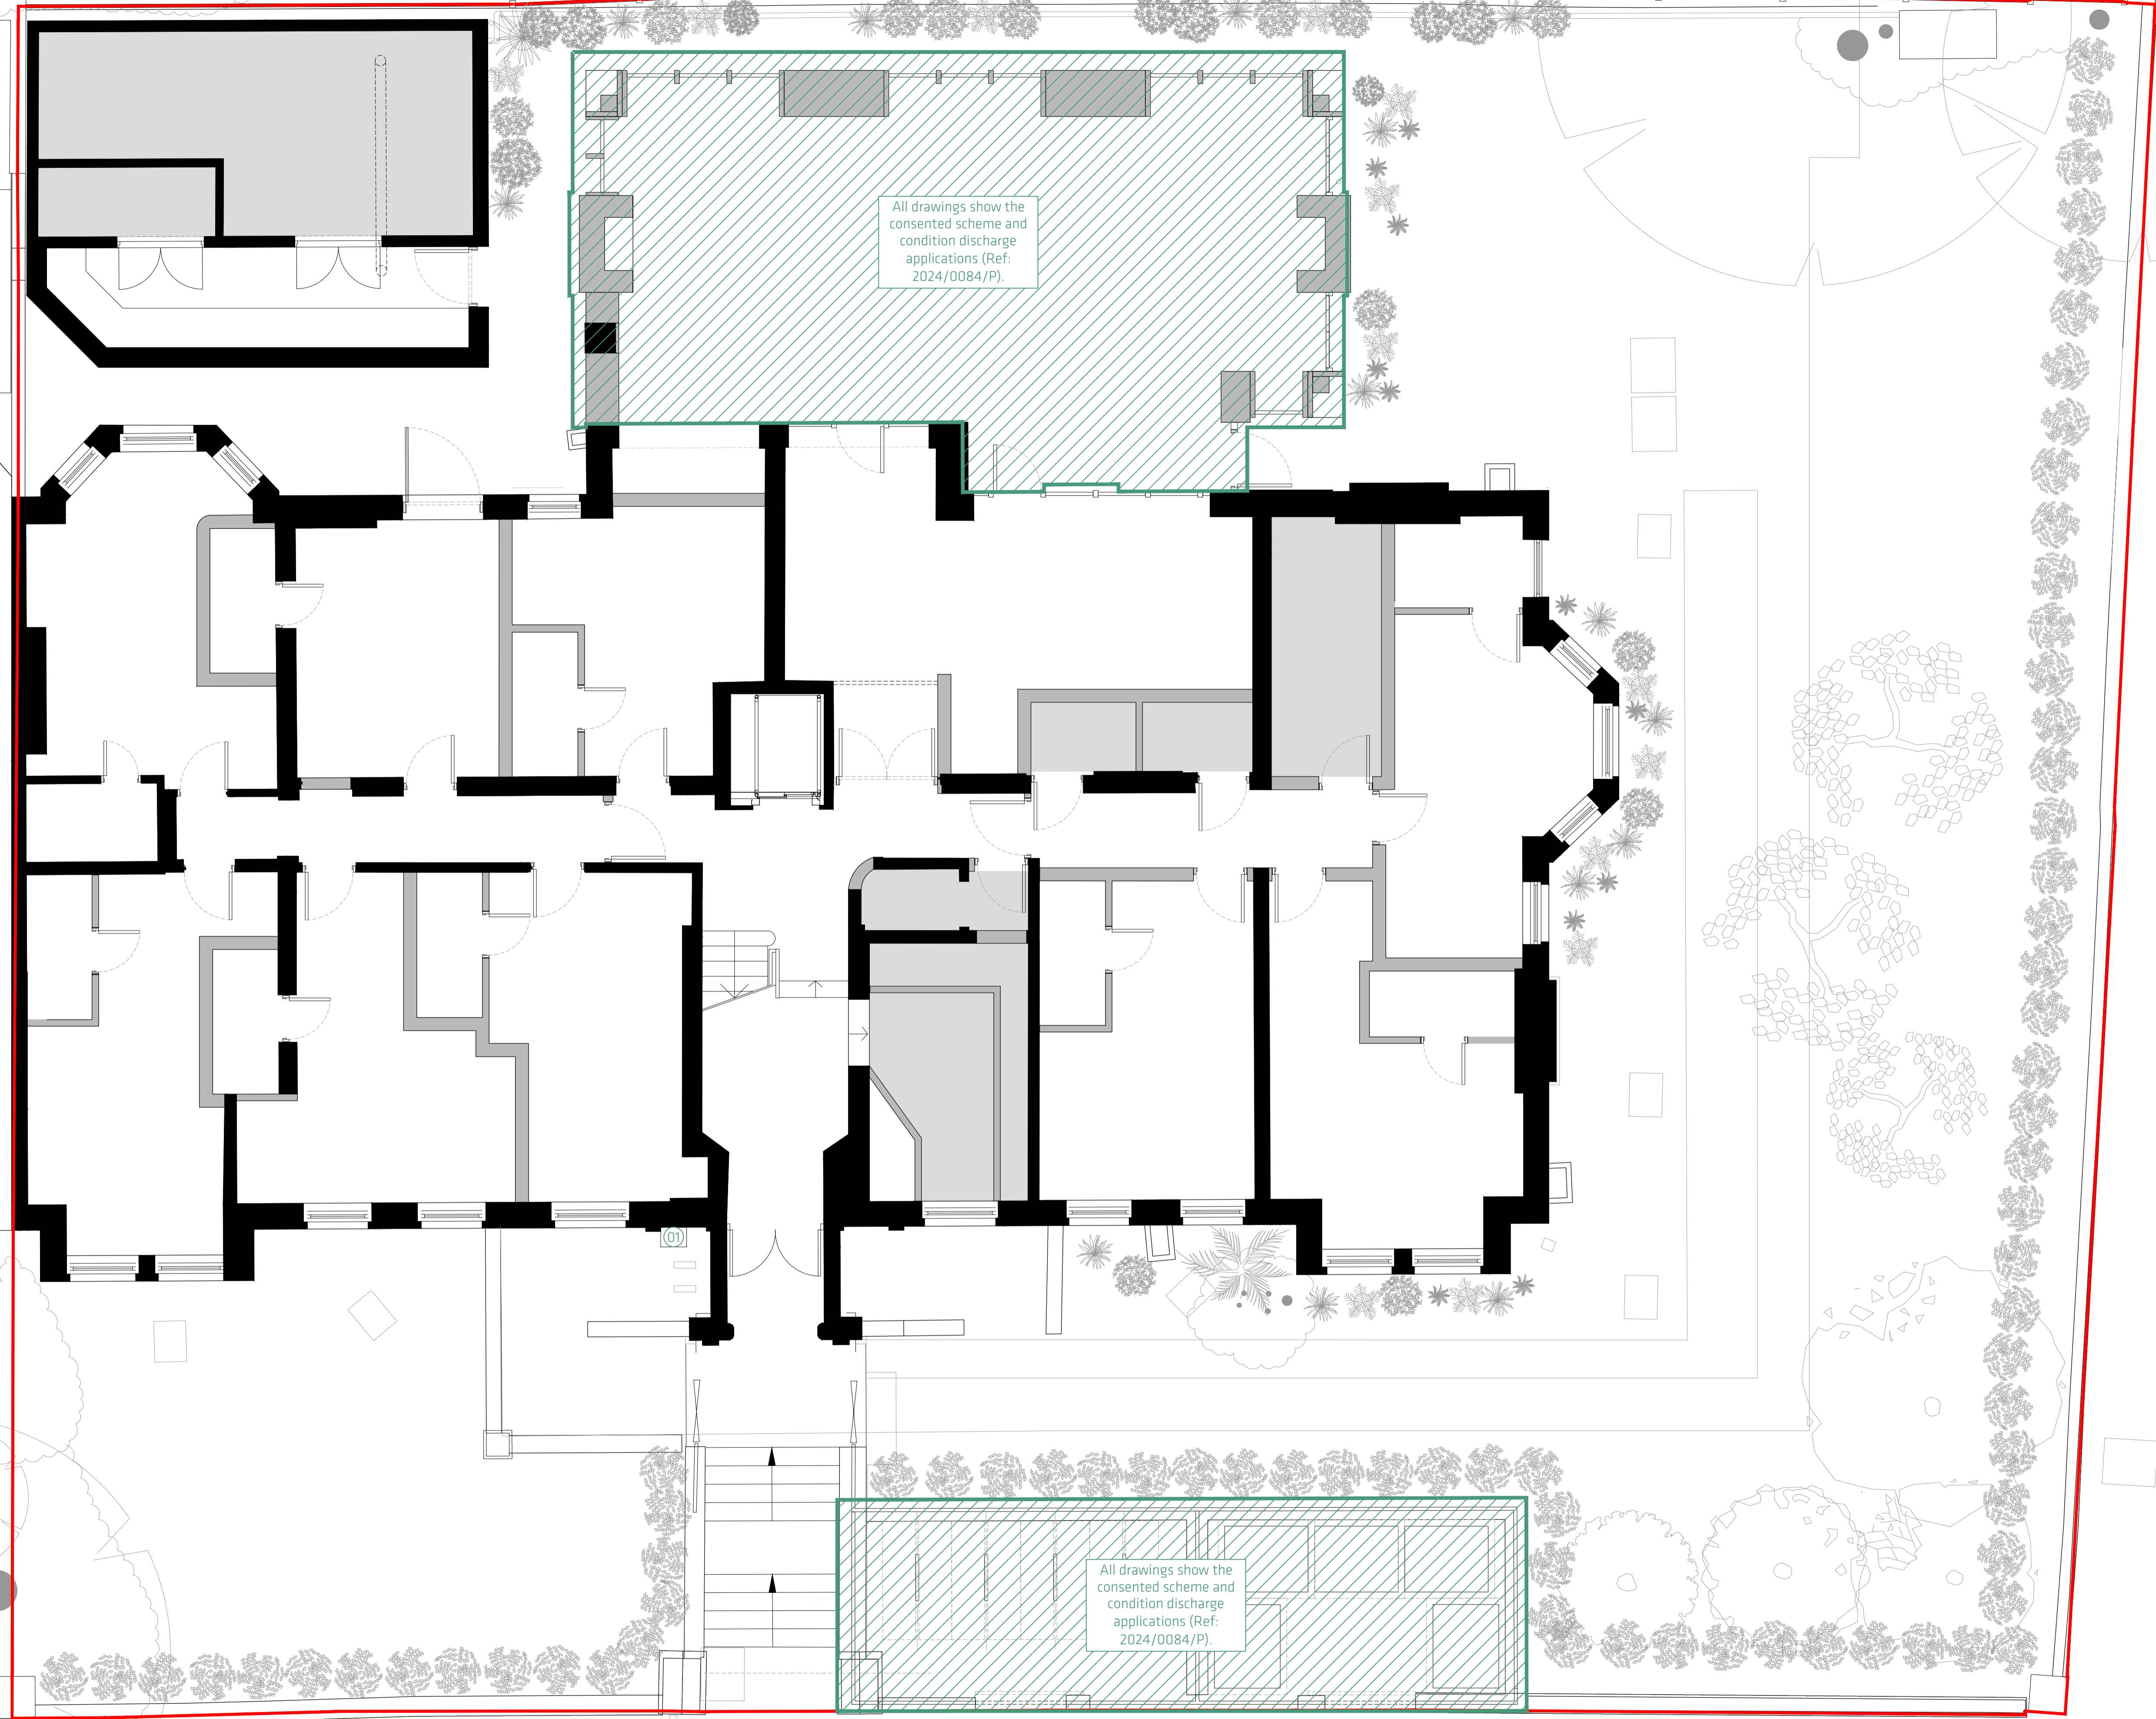 All drawings show the
consented scheme and
condition discharge
applications (Ref:
2024/0084/P).
01
All drawings show the
consented scheme and
condition discharge
applications (Ref:
2024/0084/P).